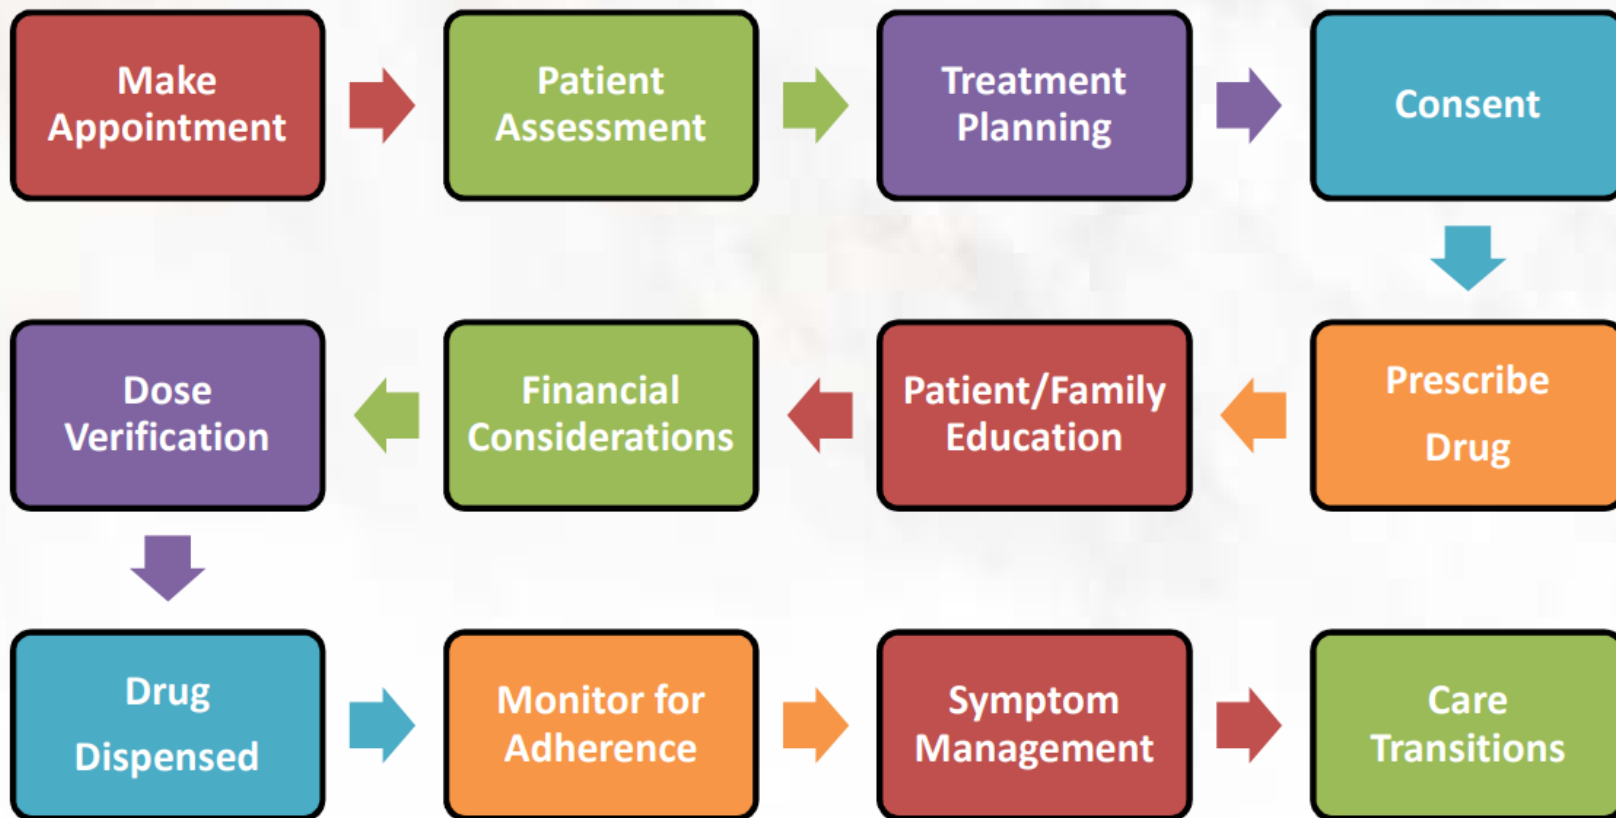 Make
Appointment
Patient
Assessment
Treatment
Planning
Consent
Prescribe
Drug
Patient/Family
Education
Financial
Considerations
Dose
Verification
Drug
Dispensed
Monitor for
Adherence
Symptom
Management
Care
Transitions